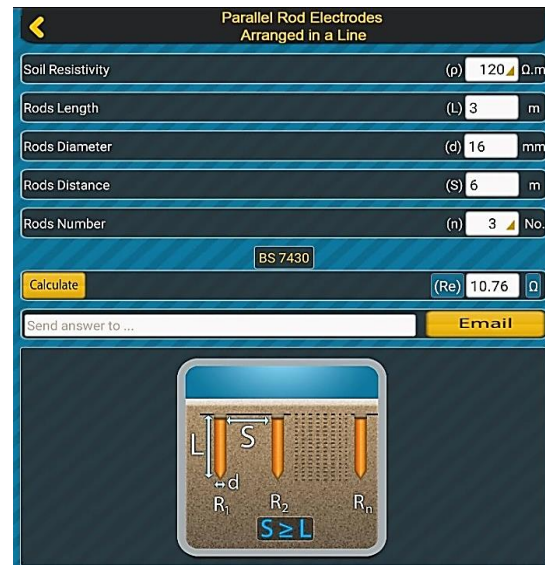 Parallel Rod Electrodes
Arranged in a Line
Soil Resistivity (ρ) 120 Ω.m
Rods Length (L) 3 m
Rods Diameter (d) 16 mm
Rods Distance (S) 6 m
Rods Number (n) 3 No.
BS 7430
Calculate (Re) 10.76 Ω
Send answer to ... Email
L S
d
R1 R2 Rn
S ≥ L